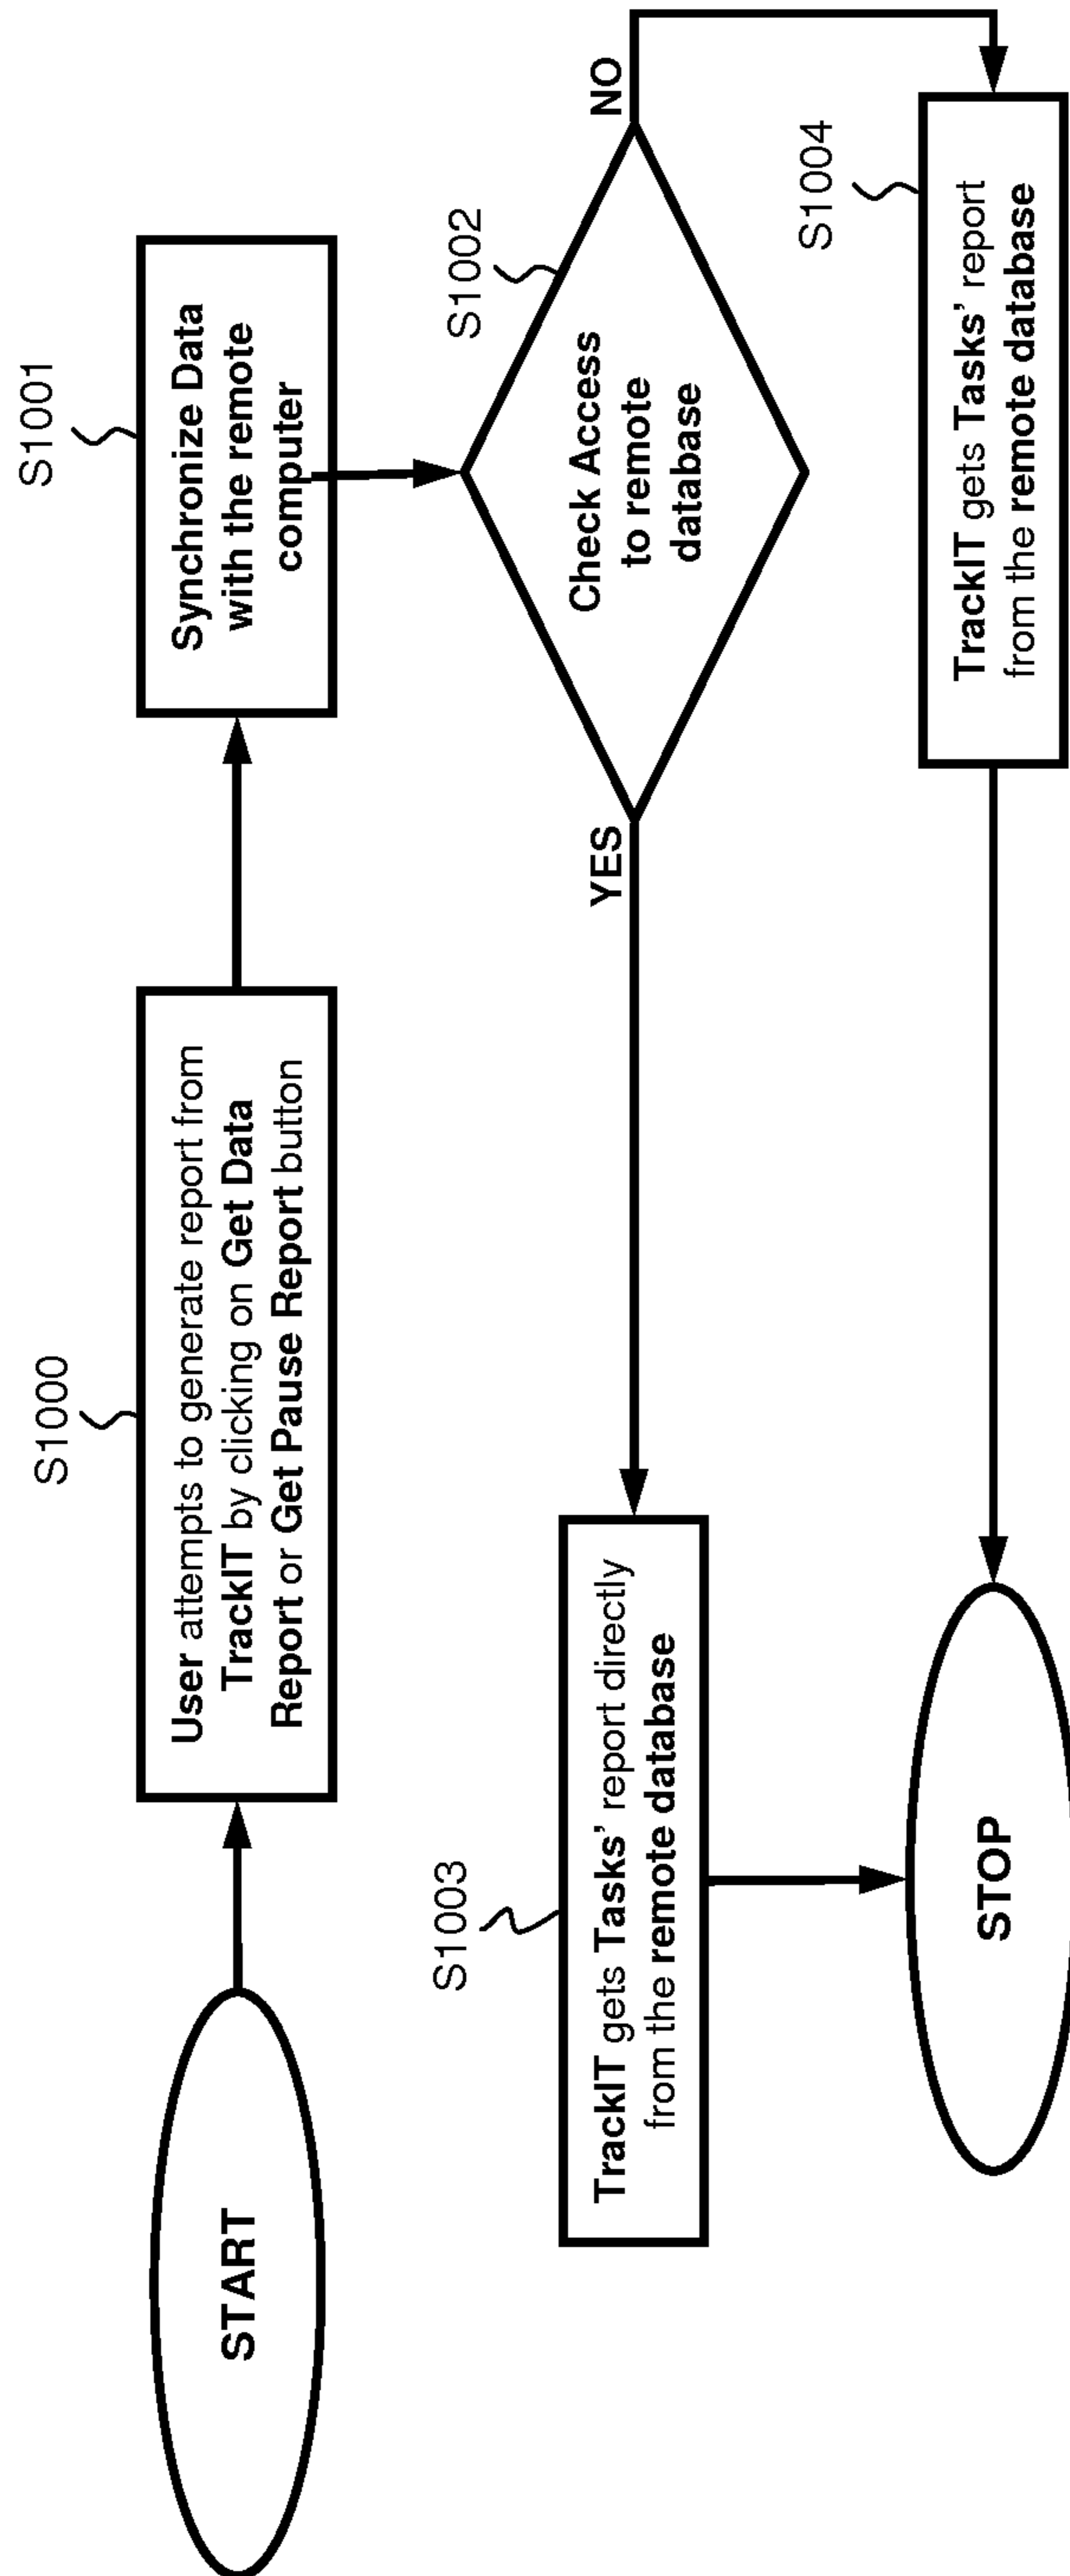 START
S1000
User attempts to generate report from
TrackIT by clicking on Get Data
Report or Get Pause Report button
S1001
Synchronize Data
with the remote
computer
S1002
Check Access
to remote
database
YES
NO
S1003
TrackIT gets Tasks’ report directly
from the remote database
S1004
TrackIT gets Tasks’ report
from the remote database
STOP